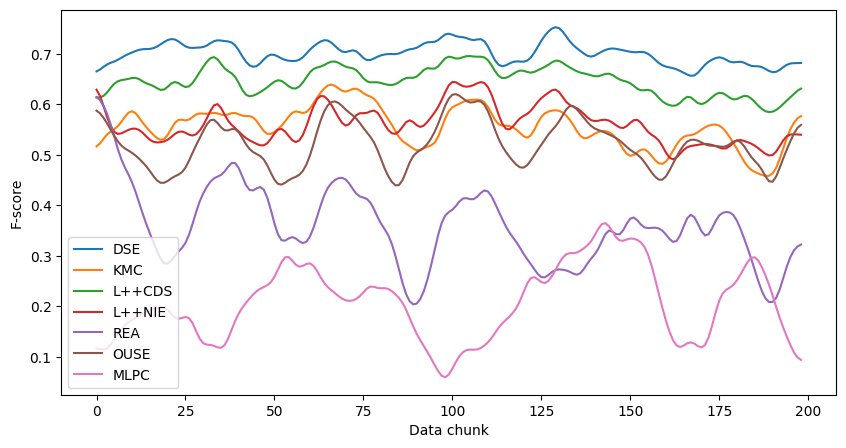 F-score
0.7
0.6
0.5
0.4
0.3
0.2
0.1
DSE
KMC
L++CDS
L++NIE
REA
OUSE
MLPC
0 25 50 75 100 125 150 175 200
Data chunk